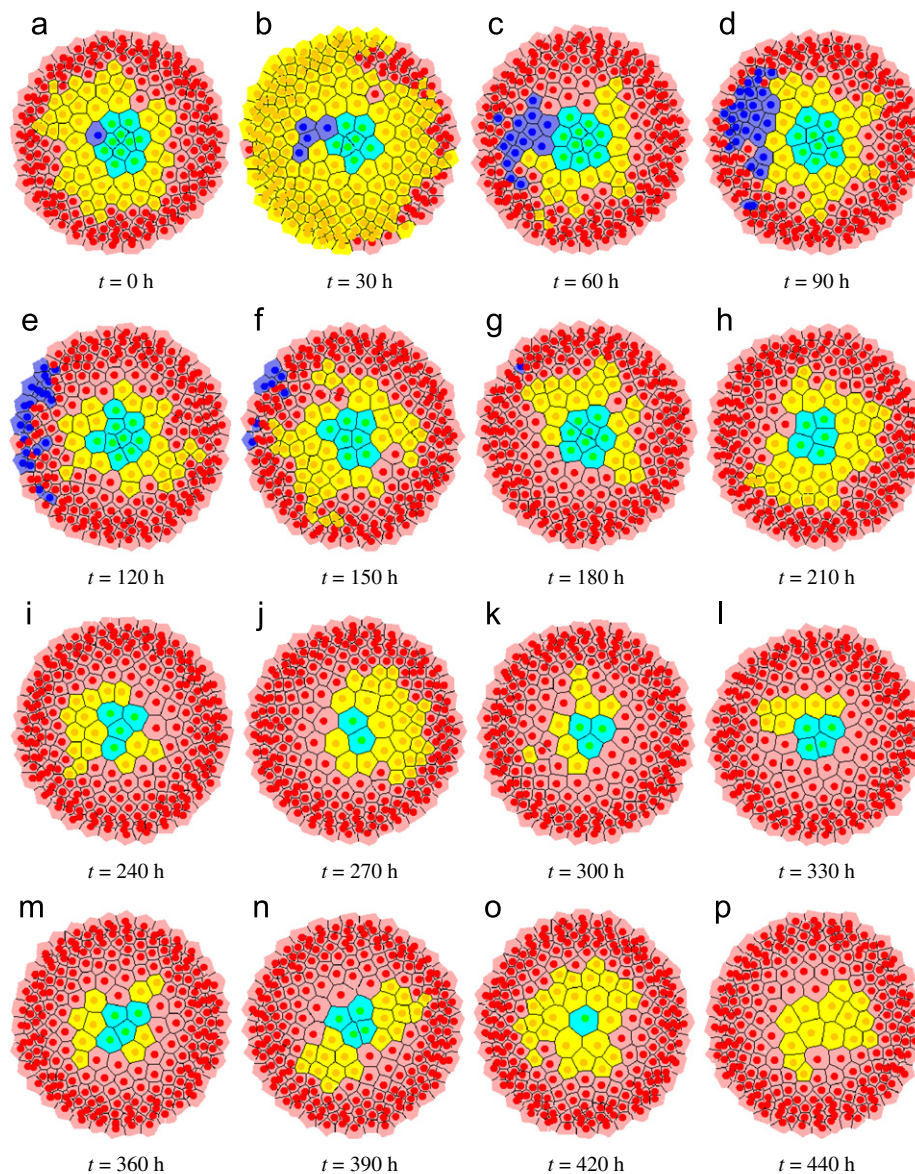 a b c d
t = 0 h t = 30 h t = 60 h t = 90 h
e f g h
t = 120 h t = 150 h t = 180 h t = 210 h
i j k l
t = 240 h t = 270 h t = 300 h t = 330 h
m n o p
t = 360 h t = 390 h t = 420 h t = 440 h